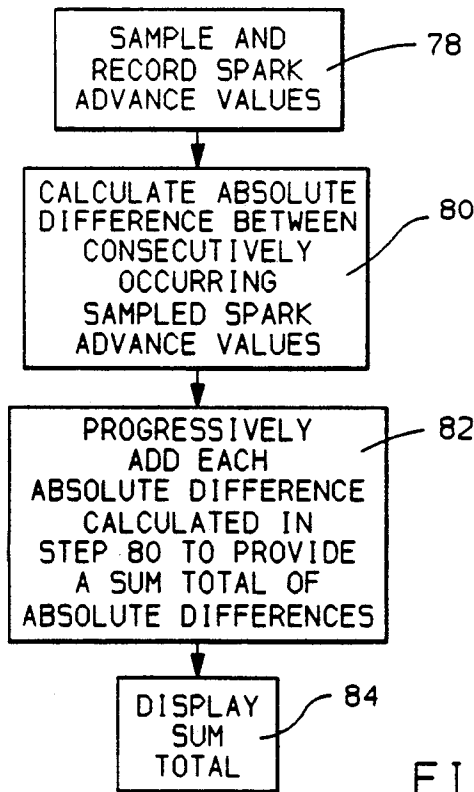 SAMPLE AND
RECORD SPARK
ADVANCE VALUES
78
CALCULATE ABSOLUTE
DIFFERENCE BETWEEN
CONSECUTIVELY
OCCURRING
SAMPLED SPARK
ADVANCE VALUES
80
PROGRESSIVELY
ADD EACH
ABSOLUTE DIFFERENCE
CALCULATED IN
STEP 80 TO PROVIDE
A SUM TOTAL OF
ABSOLUTE DIFFERENCES
82
DISPLAY
SUM
TOTAL
84
FI